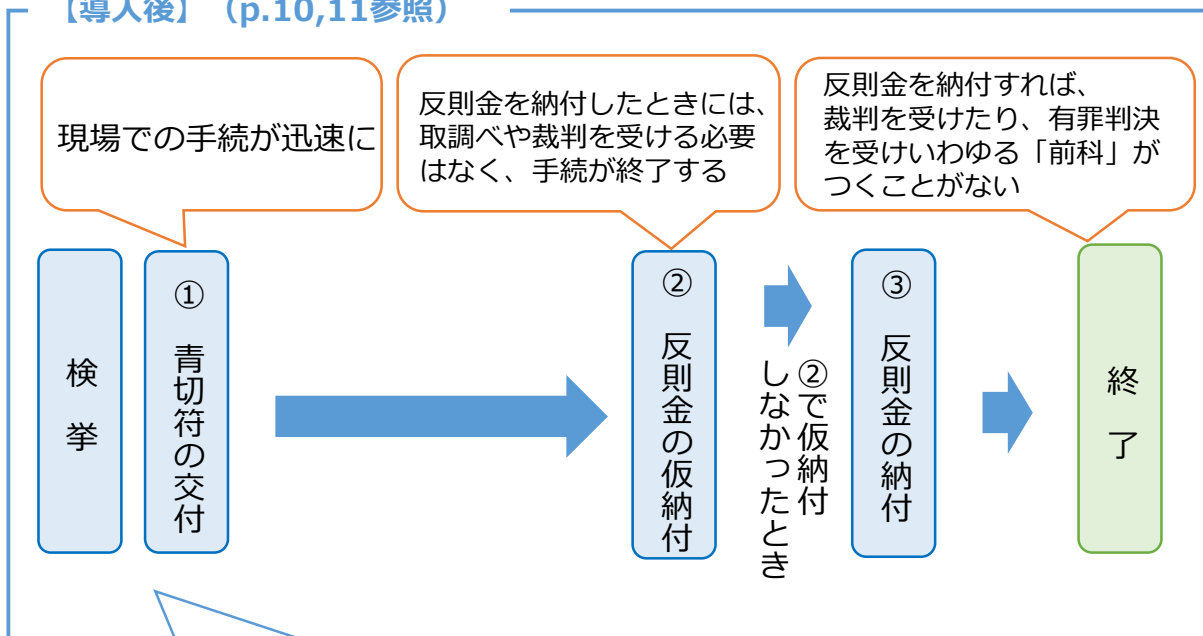 【導入後】（p.10,11参照）
現場での手続が迅速に
反則金を納付したときには、
取調べや裁判を受ける必要
はなく、手続が終了する
反則金を納付すれば、
裁判を受けたり、有罪判決
を受けいわゆる「前科」が
つくことがない
検挙
① 青切符の交付
② 反則金の仮納付
②で仮納付
しなかったとき
③ 反則金の納付
終了